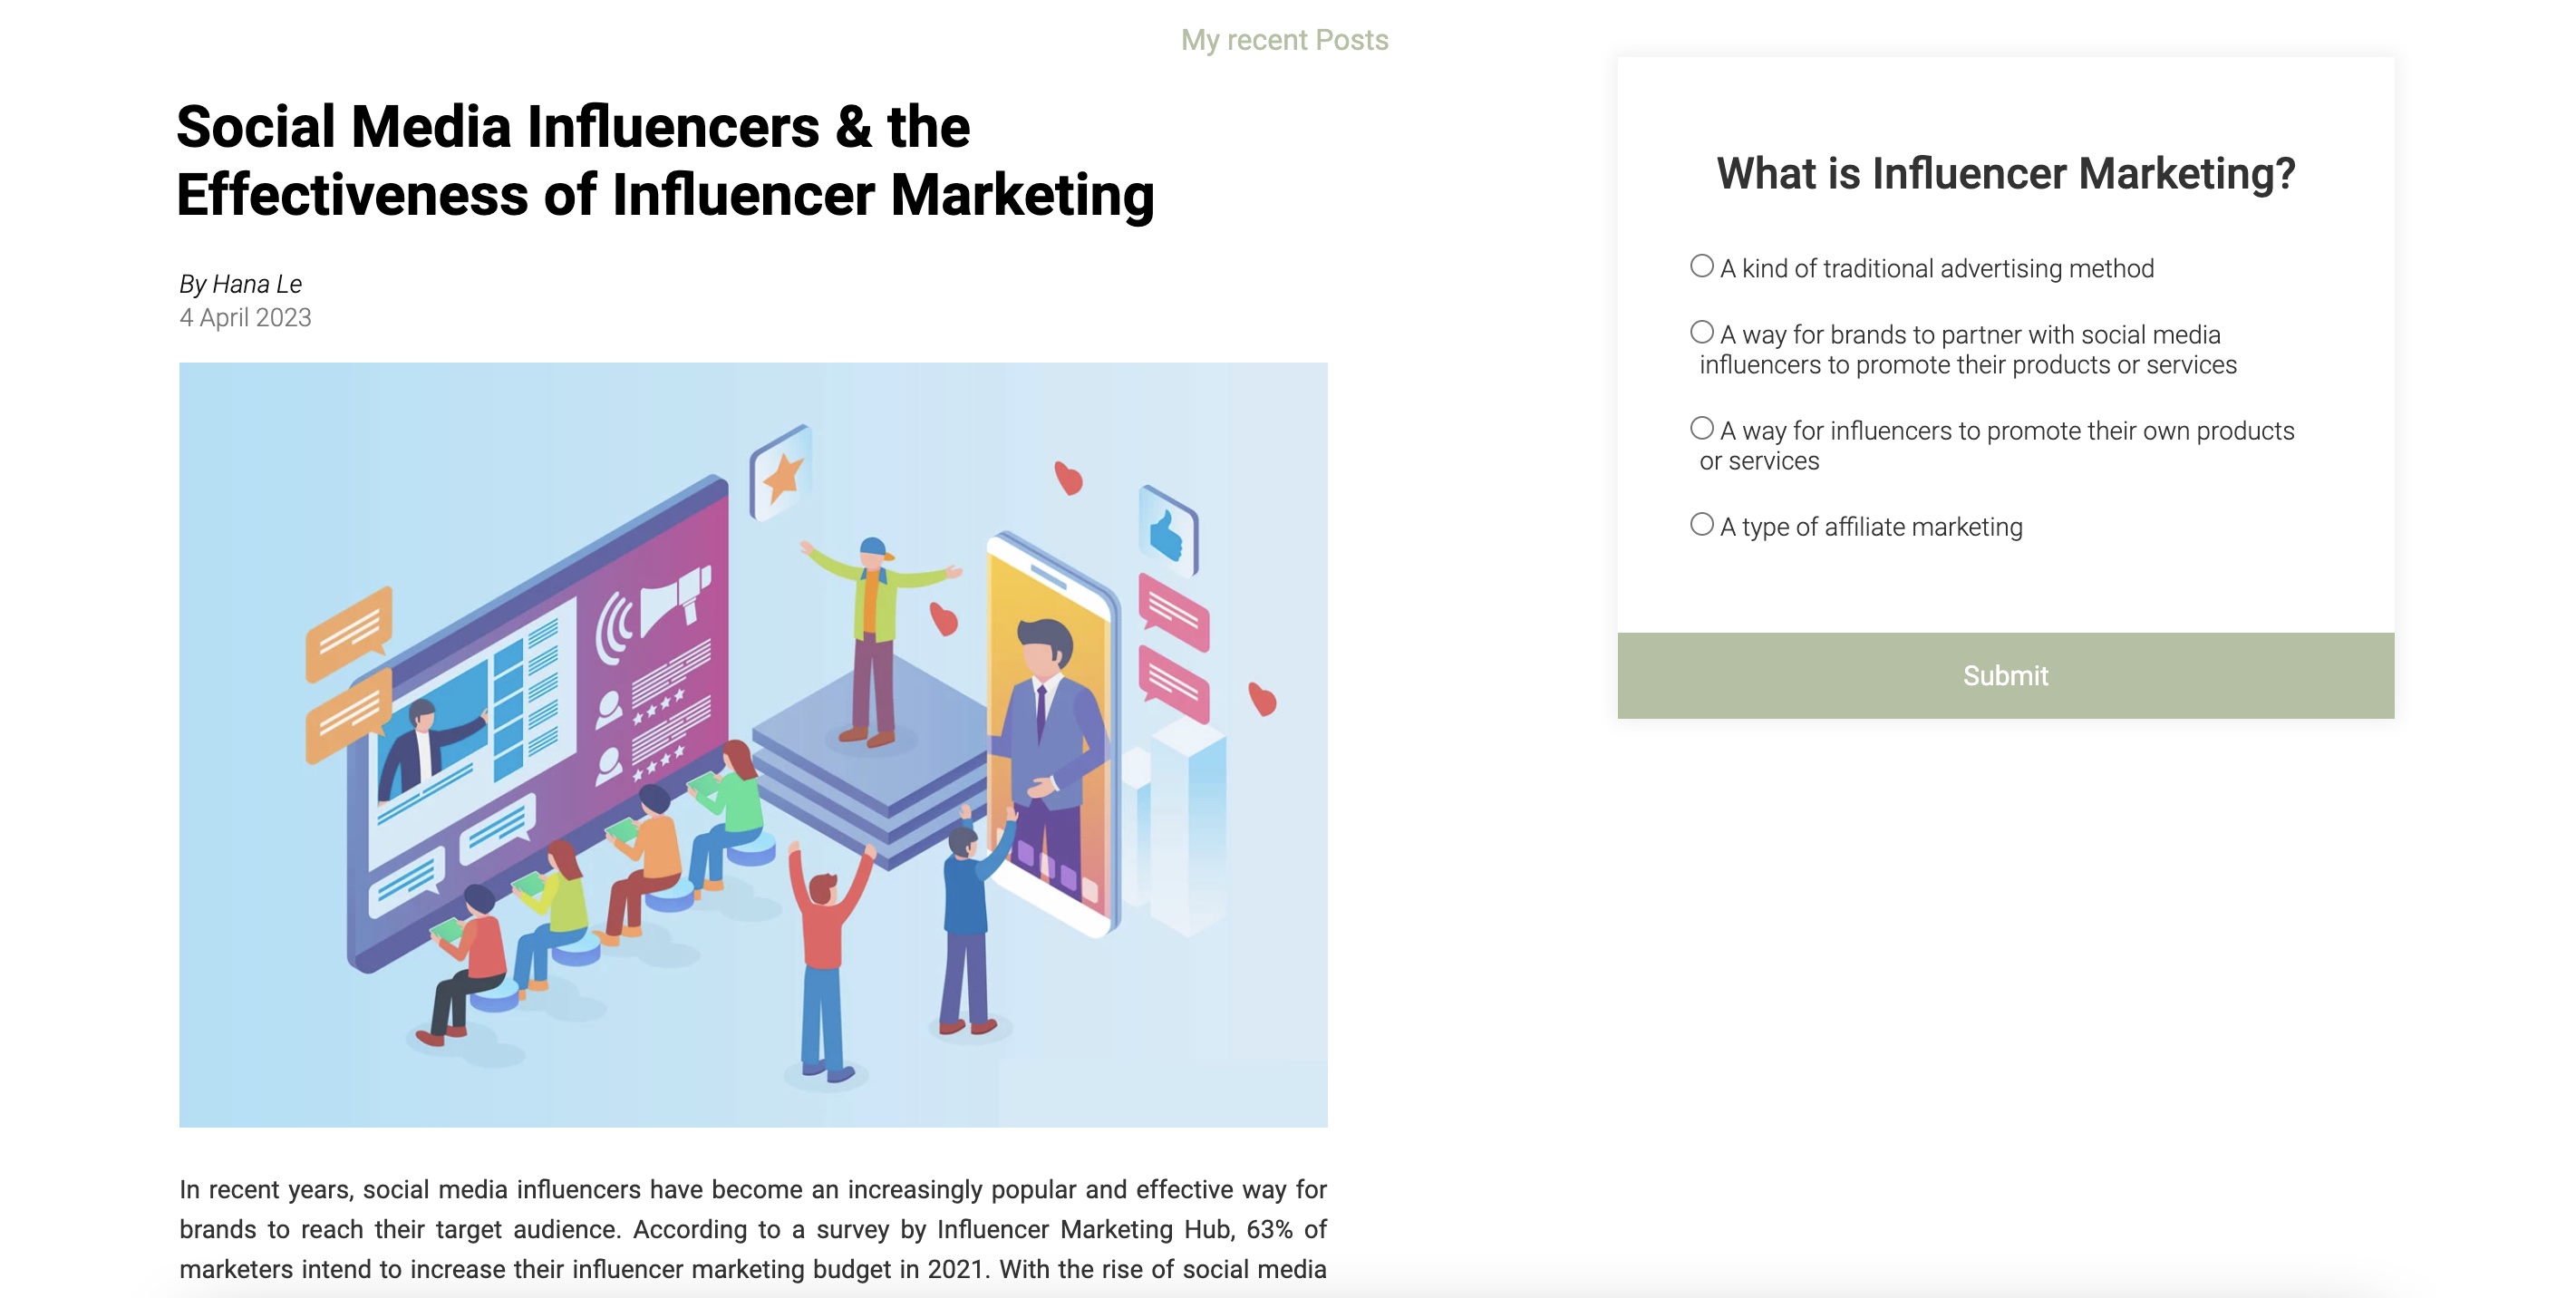 My recent Posts
Social Media Influencers & the
Effectiveness of Influencer Marketing
By Hana Le
4 April 2023
In recent years, social media influencers have become an increasingly popular and effective way for
brands to reach their target audience. According to a survey by Influencer Marketing Hub, 63% of
marketers intend to increase their influencer marketing budget in 2021. With the rise of social media
What is Influencer Marketing?
A kind of traditional advertising method
A way for brands to partner with social media
influencers to promote their products or services
A way for influencers to promote their own products
or services
A type of affiliate marketing
Submit